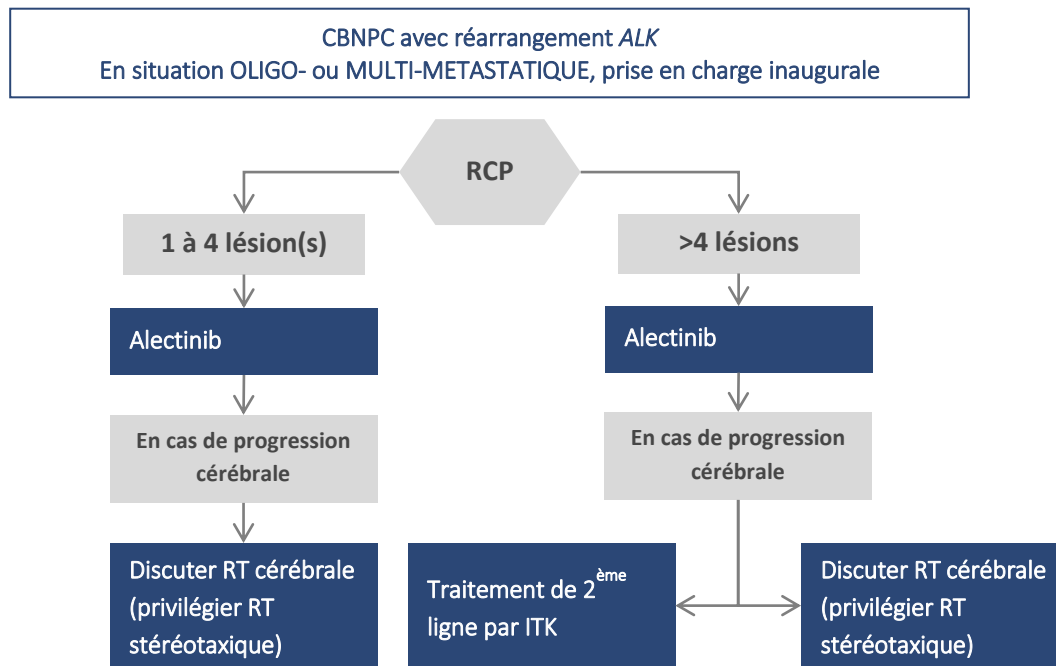 CBNPC avec réarrangement ALK
En situation OLIGO- ou MULTI-METASTATIQUE, prise en charge inaugurale
RCP
1 à 4 lésion(s)
Alectinib
En cas de progression
cérébrale
Discuter RT cérébrale
(privilégier RT
stéréotaxique)
>4 lésions
Alectinib
En cas de progression
cérébrale
Traitement de 2ème
ligne par ITK
Discuter RT cérébrale
(privilégier RT
stéréotaxique)